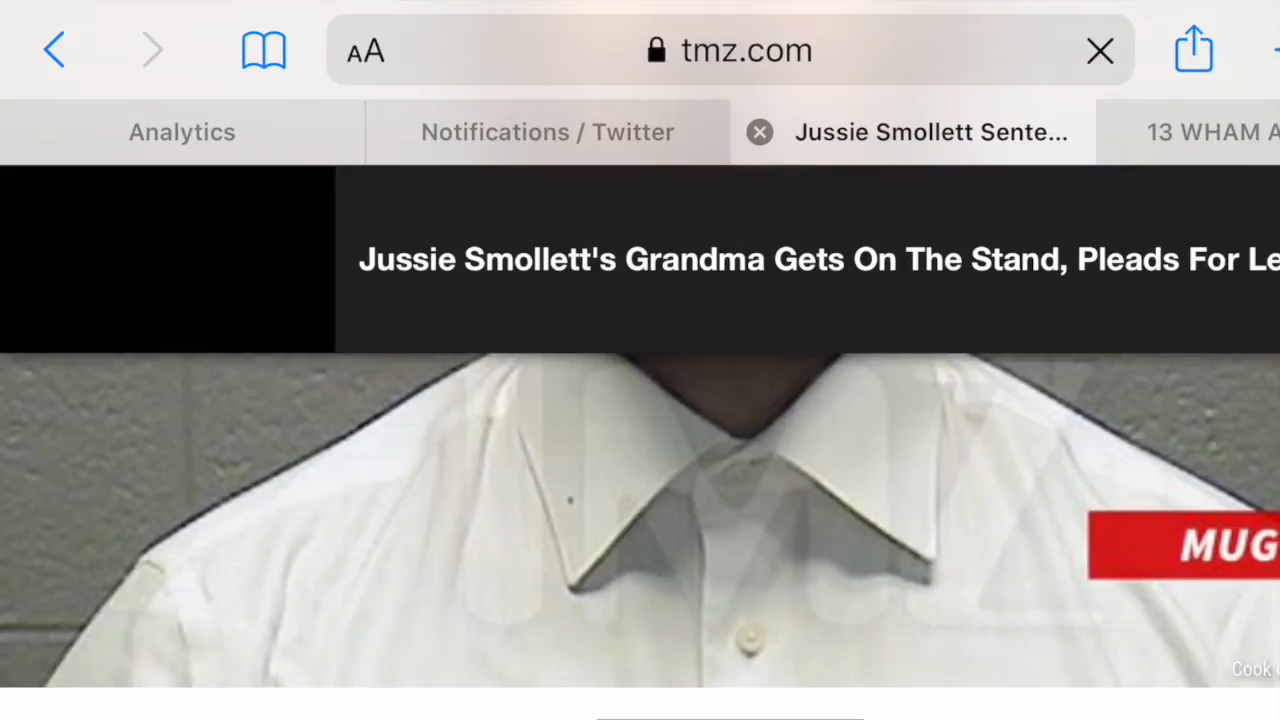 AA
tmz.com
Analytics
Notifications / Twitter
Jussie Smollett Sente...
13 WHAM A
Jussie Smollett's Grandma Gets On The Stand, Pleads For Le
MUG
Cook